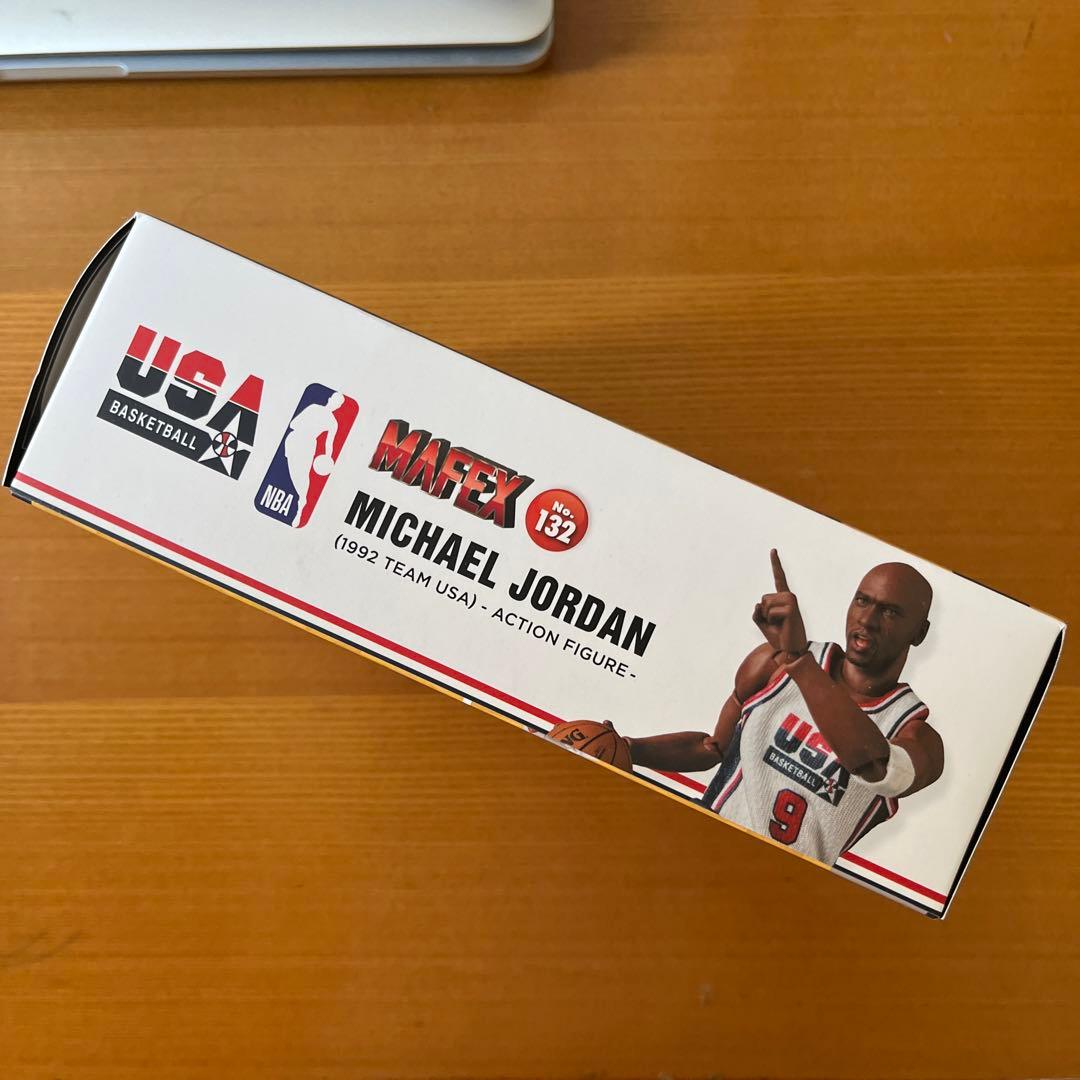 USA
BASKETBALL
NBA
MAFEX
No.
132
MICHAEL JORDAN
(1992 TEAM USA) - ACTION FIGURE-
USA
BASKETBALL
9